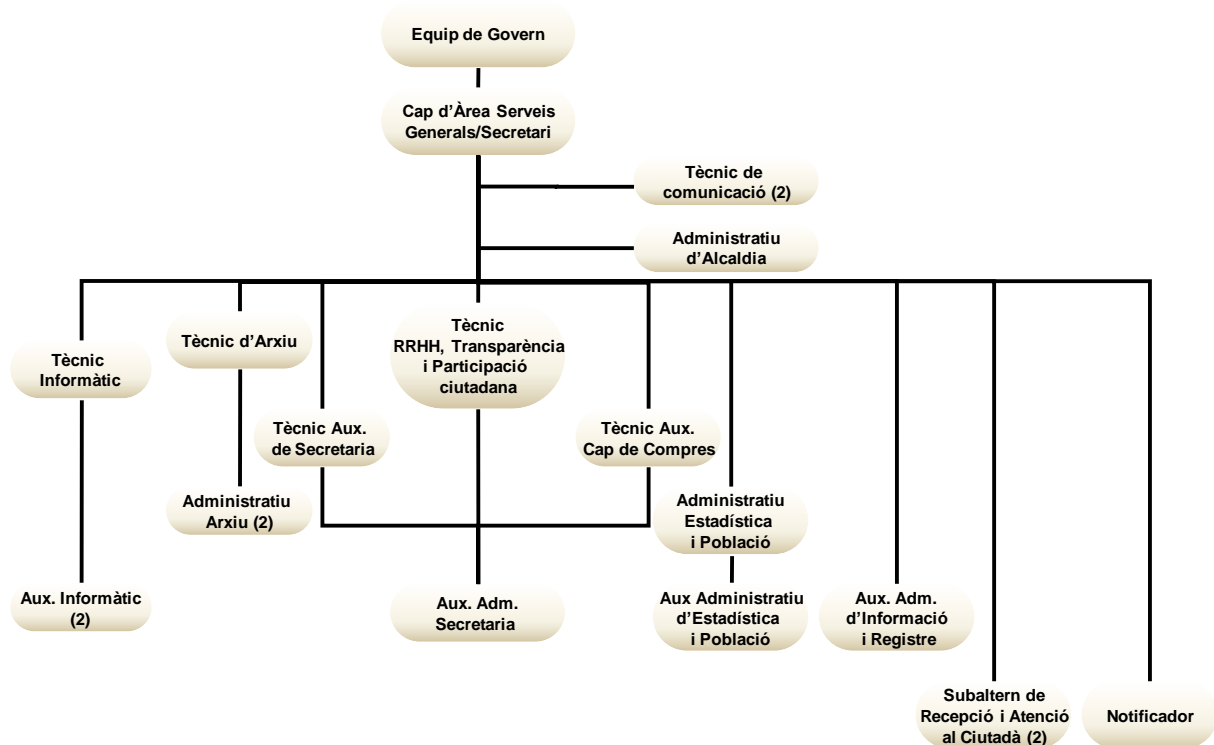 Equip de Govern
Cap d'Àrea Serveis
Generals/Secretari
Tècnic de
comunicació (2)
Administratiu
d'Alcaldia
Tècnic
Informàtic
Tècnic d'Arxiu
Tècnic
RRHH, Transparència
i Participació
ciutadana
Tècnic Aux.
de Secretaria
Tècnic Aux.
Cap de Compres
Administratiu
Arxiu (2)
Administratiu
Estadística
i Població
Aux. Informàtic
(2)
Aux. Adm.
Secretaria
Aux Administratiu
d'Estadística
i Població
Aux. Adm.
d'Informació
i Registre
Subaltern de
Recepció i Atenció
al Ciutadà (2)
Notificador